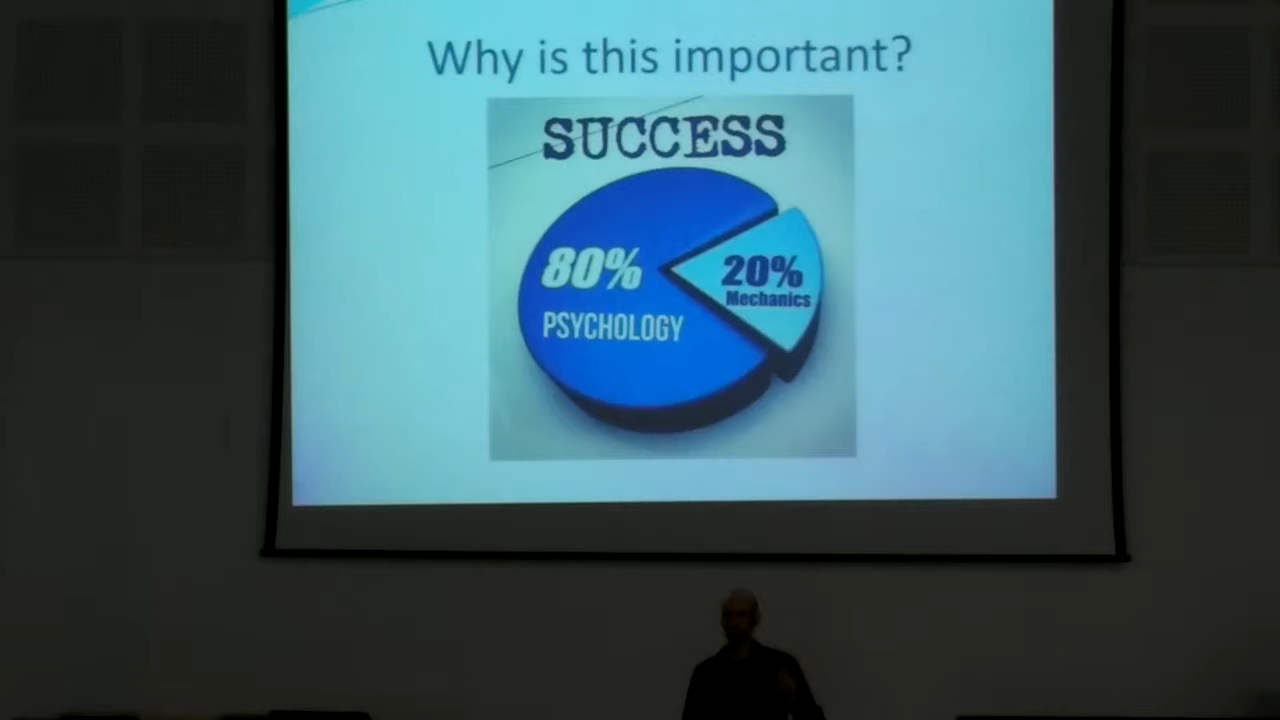 Why is this important?
SUCCESS
80%
PSYCHOLOGY
20%
Mechanics